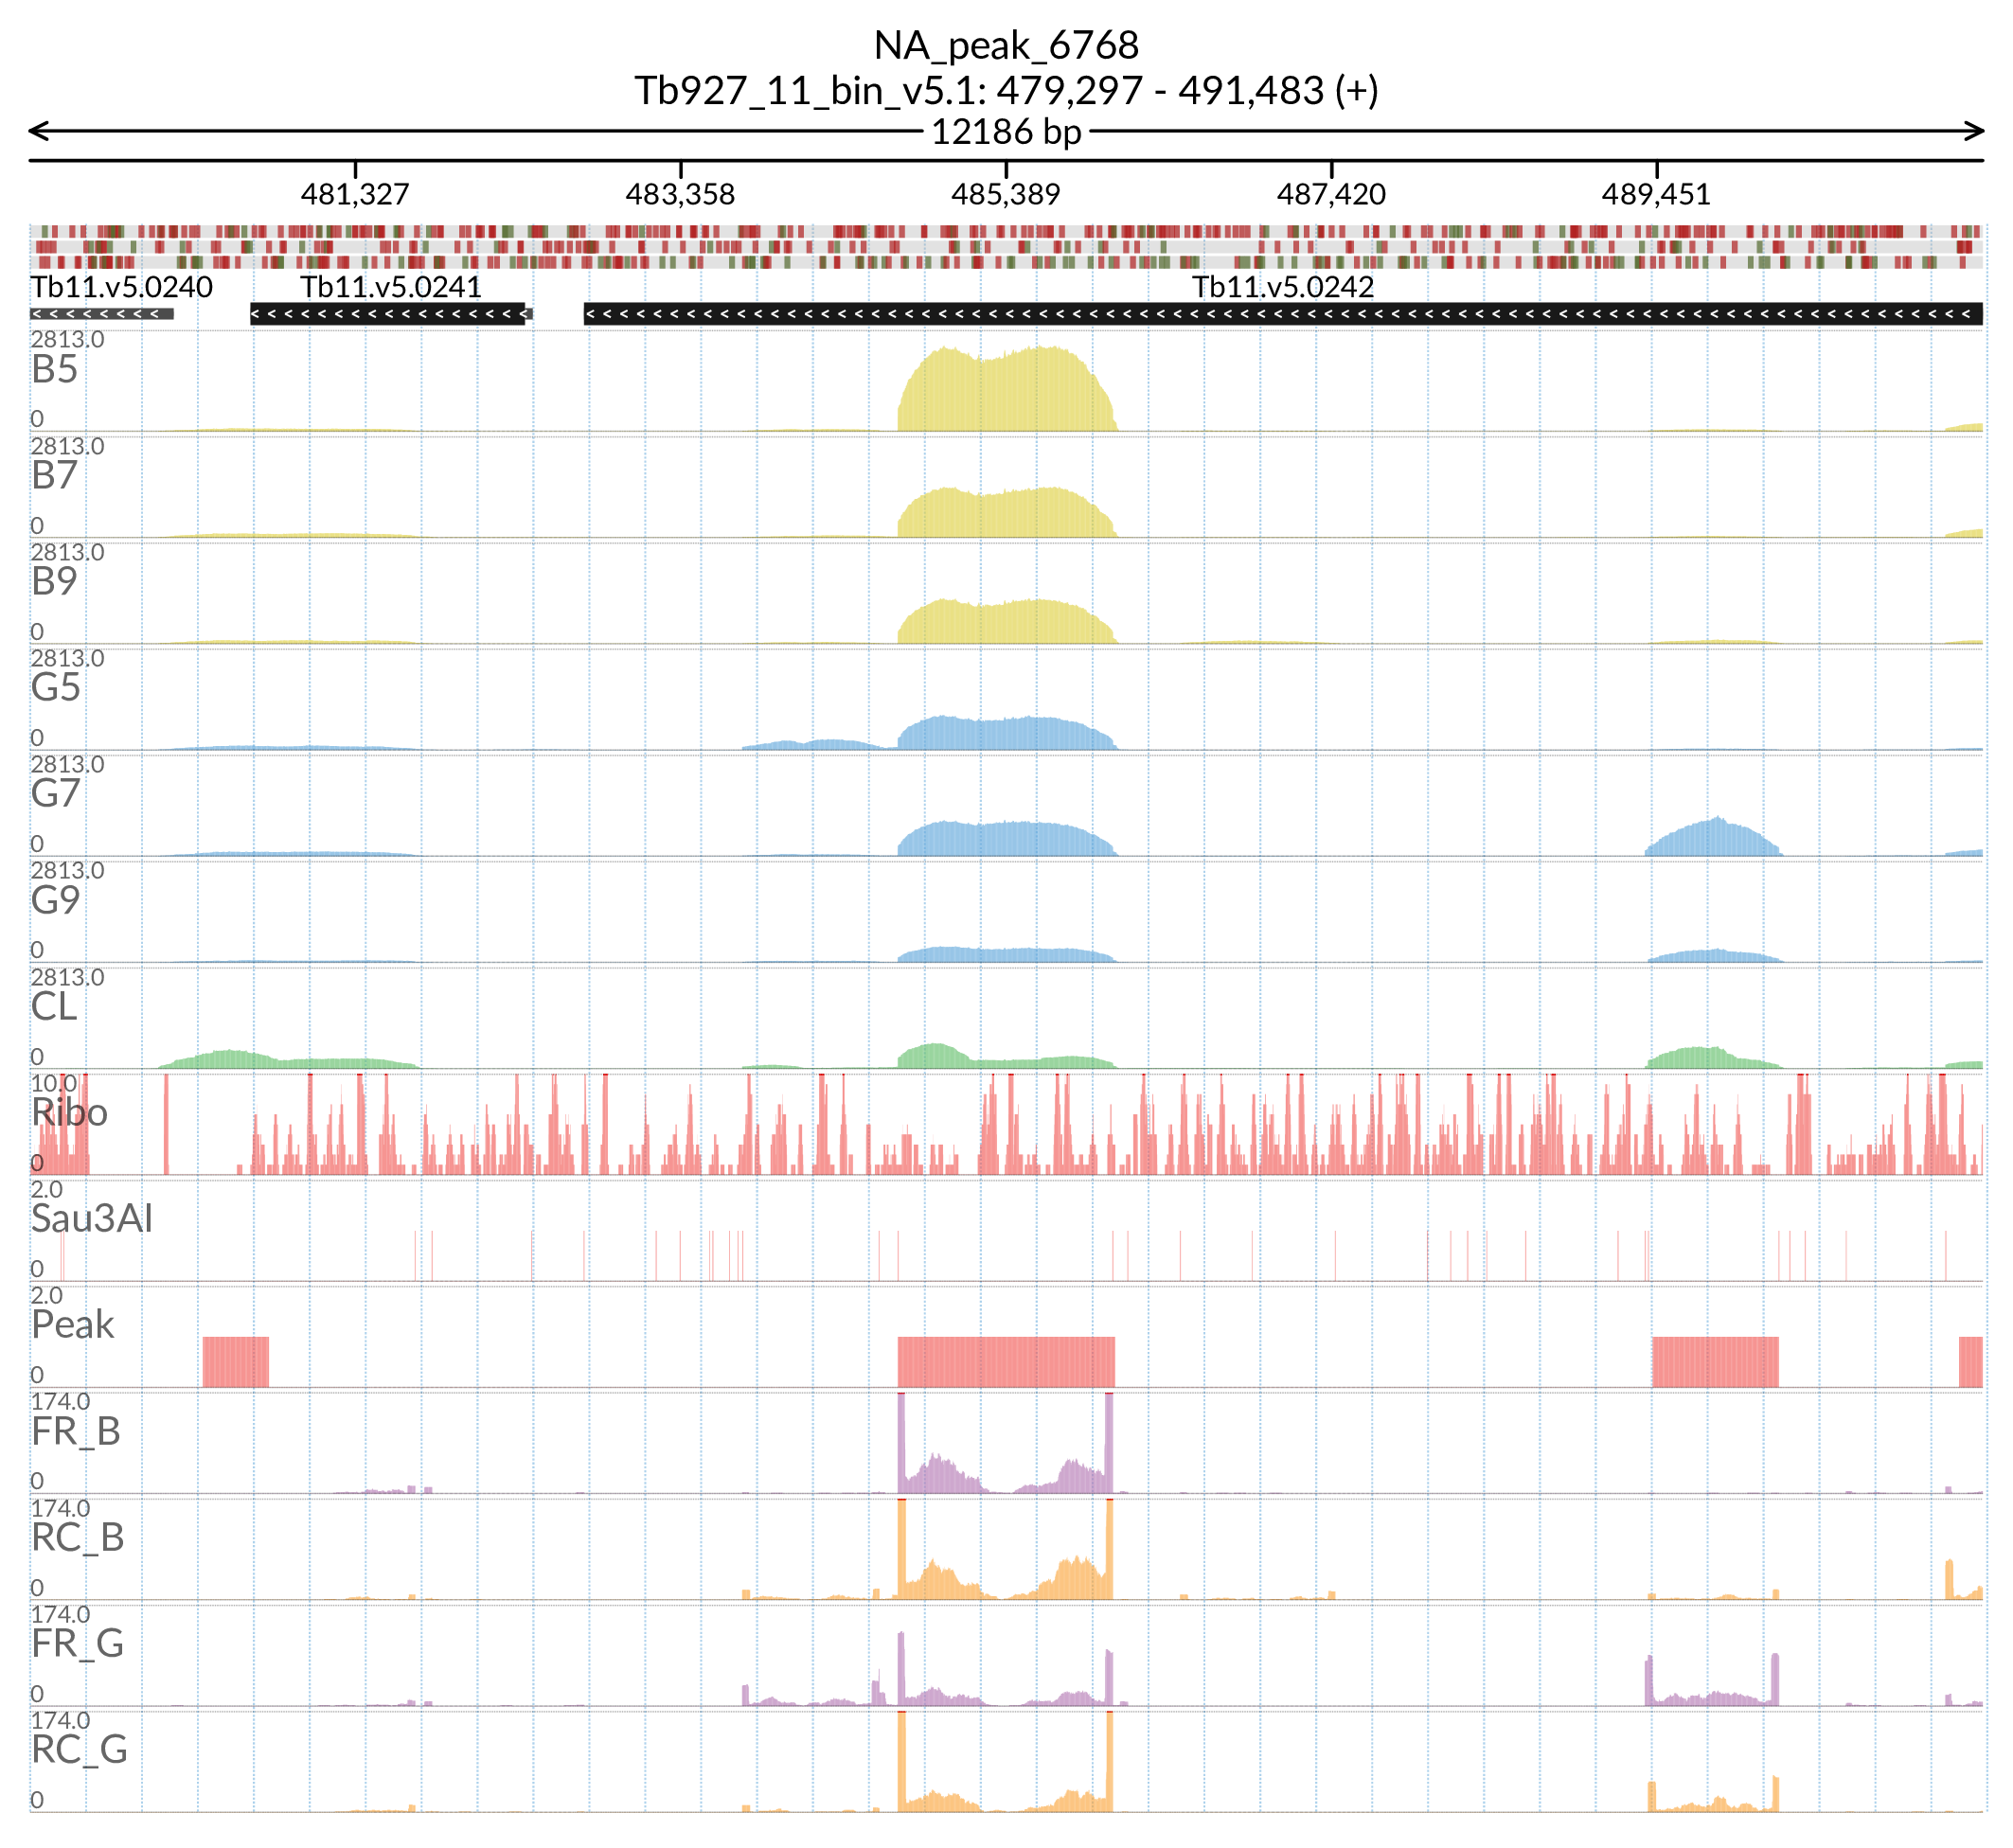 NA_peak_6768
Tb927_11_bin_v5.1: 479,297 - 491,483 (+)
12186 bp
481,327 483,358 485,389 487,420 489,451
Tb11.v5.0240 Tb11.v5.0241 Tb11.v5.0242
2813.0
B5
0
2813.0
B7
0
2813.0
B9
0
2813.0
G5
0
2813.0
G7
0
2813.0
G9
0
2813.0
CL
0
10.0
Ribo
0
2.0
Sau3AI
0
2.0
Peak
0
174.0
FR_B
0
174.0
RC_B
0
174.0
FR_G
0
174.0
RC_G
0